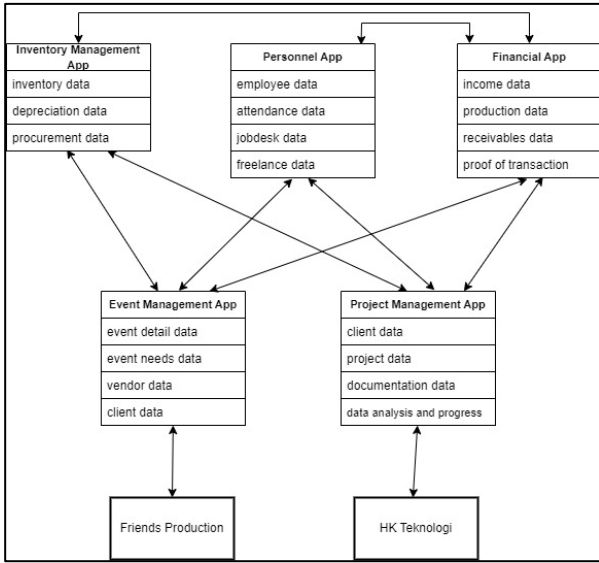 Inventory Management
App
inventory data
depreciation data
procurement data
Personnel App
employee data
attendance data
jobdesk data
freelance data
Financial App
income data
production data
receivables data
proof of transaction
Event Management App
event detail data
event needs data
vendor data
client data
Project Management App
client data
project data
documentation data
data analysis and progress
Friends Production
HK Teknologi